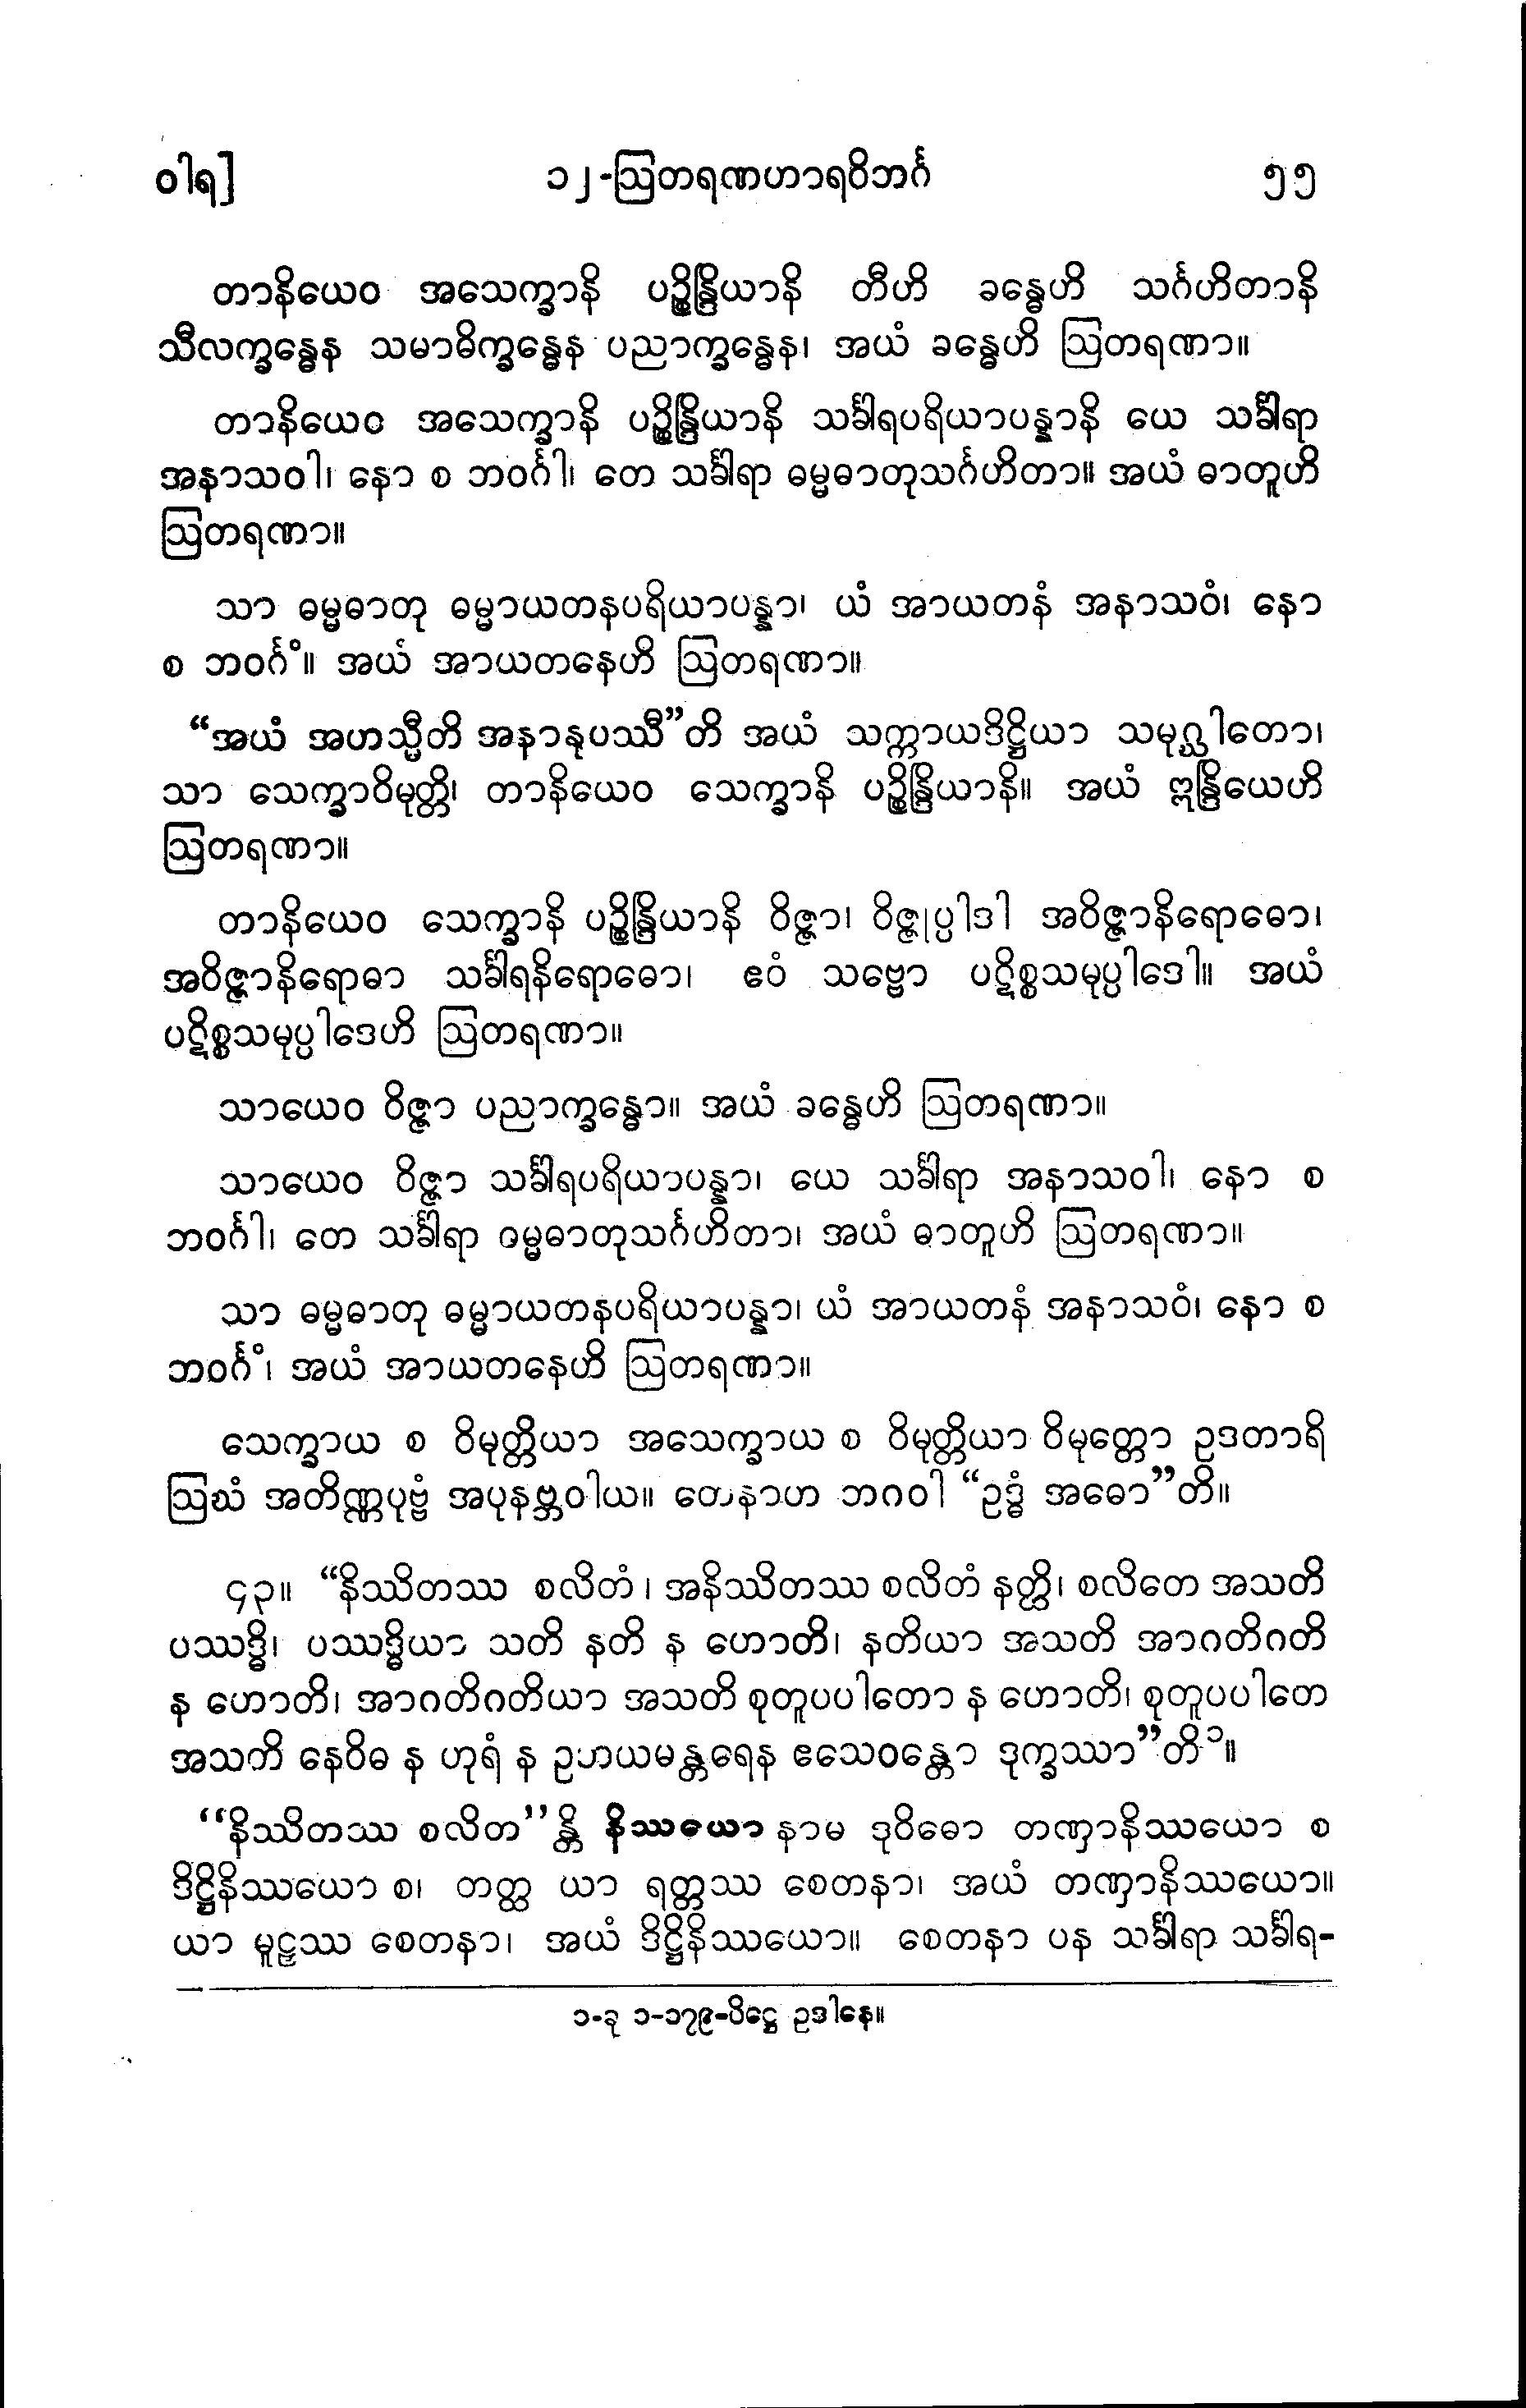 ဝါရ] ၁၂-ဩတရဏဟာရဝိဘင်္ဂ ၅၅
တာနိယေဝ အသေက္ခာနိ ပဉ္စိန္ဒြိယာနိ တီဟိ ခန္ဓေဟိ သင်္ဂဟိတာနိ
သီလက္ခန္ဓေန သမာဓိက္ခန္ဓေန ပညာက္ခန္ဓေန၊ အယံ ခန္ဓေဟိ ဩတရဏာ။
တာနိယေဝ အသေက္ခာနိ ပဉ္စိန္ဒြိယာနိ သင်္ခါရပရိယာပန္နာနိ ယေ သင်္ခါရာ
အနာသဝါ၊ နော စ ဘဝင်္ဂါ၊ တေ သင်္ခါရာ ဓမ္မဓာတုသင်္ဂဟိတာ။ အယံ ဓာတူဟိ
ဩတရဏာ။
သာ ဓမ္မဓာတု ဓမ္မာယတနပရိယာပန္နာ၊ ယံ အာယတနံ အနာသဝံ၊ နော
စ ဘဝင်္ဂံ။ အယံ အာယတနေဟိ ဩတရဏာ။
“အယံ အဟသ္မီတိ အနာနုပဿီ”တိ အယံ သက္ကာယဒိဋ္ဌိယာ သမုဂ္ဃါတော၊
သာ သေက္ခာဝိမုတ္တိ၊ တာနိယေဝ သေက္ခာနိ ပဉ္စိန္ဒြိယာနိ။ အယံ ဣန္ဒြိယေဟိ
ဩတရဏာ။
တာနိယေဝ သေက္ခာနိ ပဉ္စိန္ဒြိယာနိ ဝိဇ္ဇာ၊ ဝိဇ္ဇုပ္ပါဒါ အဝိဇ္ဇာနိရောဓော၊
အဝိဇ္ဇာနိရောဓာ သင်္ခါရနိရောဓော၊ ဧဝံ သဗ္ဗော ပဋိစ္စသမုပ္ပါဒေါ။ အယံ
ပဋိစ္စသမုပ္ပါဒေဟိ ဩတရဏာ။
သာယေဝ ဝိဇ္ဇာ ပညာက္ခန္ဓော။ အယံ ခန္ဓေဟိ ဩတရဏာ။
သာယေဝ ဝိဇ္ဇာ သင်္ခါရပရိယာပန္နာ၊ ယေ သင်္ခါရာ အနာသဝါ၊ နော စ
ဘဝင်္ဂါ၊ တေ သင်္ခါရာ ဓမ္မဓာတုသင်္ဂဟိတာ၊ အယံ ဓာတူဟိ ဩတရဏာ။
သာ ဓမ္မဓာတု ဓမ္မာယတနပရိယာပန္နာ၊ ယံ အာယတနံ အနာသဝံ၊ နော စ
ဘဝင်္ဂံ၊ အယံ အာယတနေဟိ ဩတရဏာ။
သေက္ခာယ စ ဝိမုတ္တိယာ အသေက္ခာယ စ ဝိမုတ္တိယာ ဝိမုတ္တော ဥဒတာရိ
ဩဃံ အတိဏ္ဏပုဗ္ဗံ အပုနဗ္ဘဝါယ။ တေနာဟ ဘဂဝါ “ဥဒ္ဓံ အဓော”တိ။
၄၃။ “နိဿိတဿ စလိတံ၊ အနိဿိတဿ စလိတံ နတ္ထိ၊ စလိတေ အသတိ
ပဿဒ္ဓိ၊ ပဿဒ္ဓိယာ သတိ နတိ န ဟောတိ၊ နတိယာ အသတိ အာဂတိဂတိ
န ဟောတိ၊ အာဂတိဂတိယာ အသတိ စုတူပပါတော န ဟောတိ၊ စုတူပပါတေ
အသတိ နေဝိဓ န ဟုရံ န ဥဘယမန္တရေန ဧသေဝန္တော ဒုက္ခဿာ”တိ၁။
“နိဿိတဿ စလိတ”န္တိ နိဿယော နာမ ဒုဝိဓော တဏှာနိဿယော စ
ဒိဋ္ဌိနိဿယော စ၊ တတ္ထ ယာ ရတ္တဿ စေတနာ၊ အယံ တဏှာနိဿယော။
ယာ မူဠှဿ စေတနာ၊ အယံ ဒိဋ္ဌိနိဿယော။ စေတနာ ပန သင်္ခါရာ သင်္ခါရ-
၁-ခု ၁-၁၇၉-ပိဋ္ဌေ ဥဒါနေ။